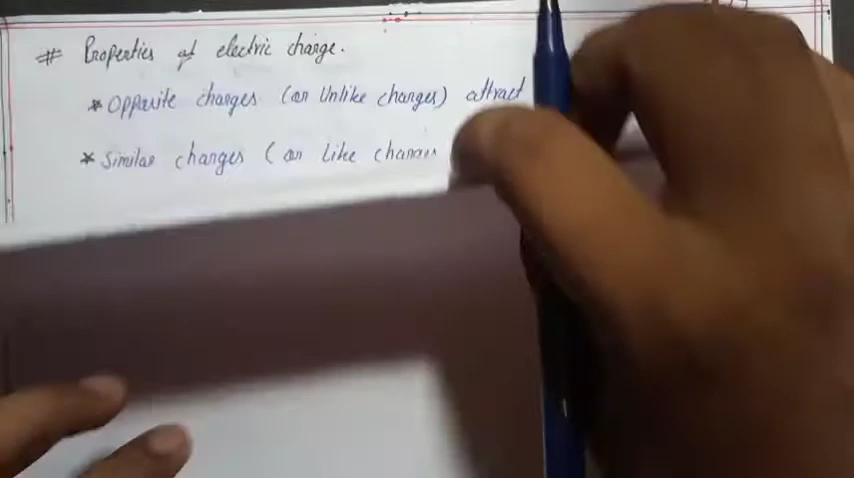 # Properties of electric charge.
* Opposite charges (or Unlike charges) attract
* Similar charges ( or like